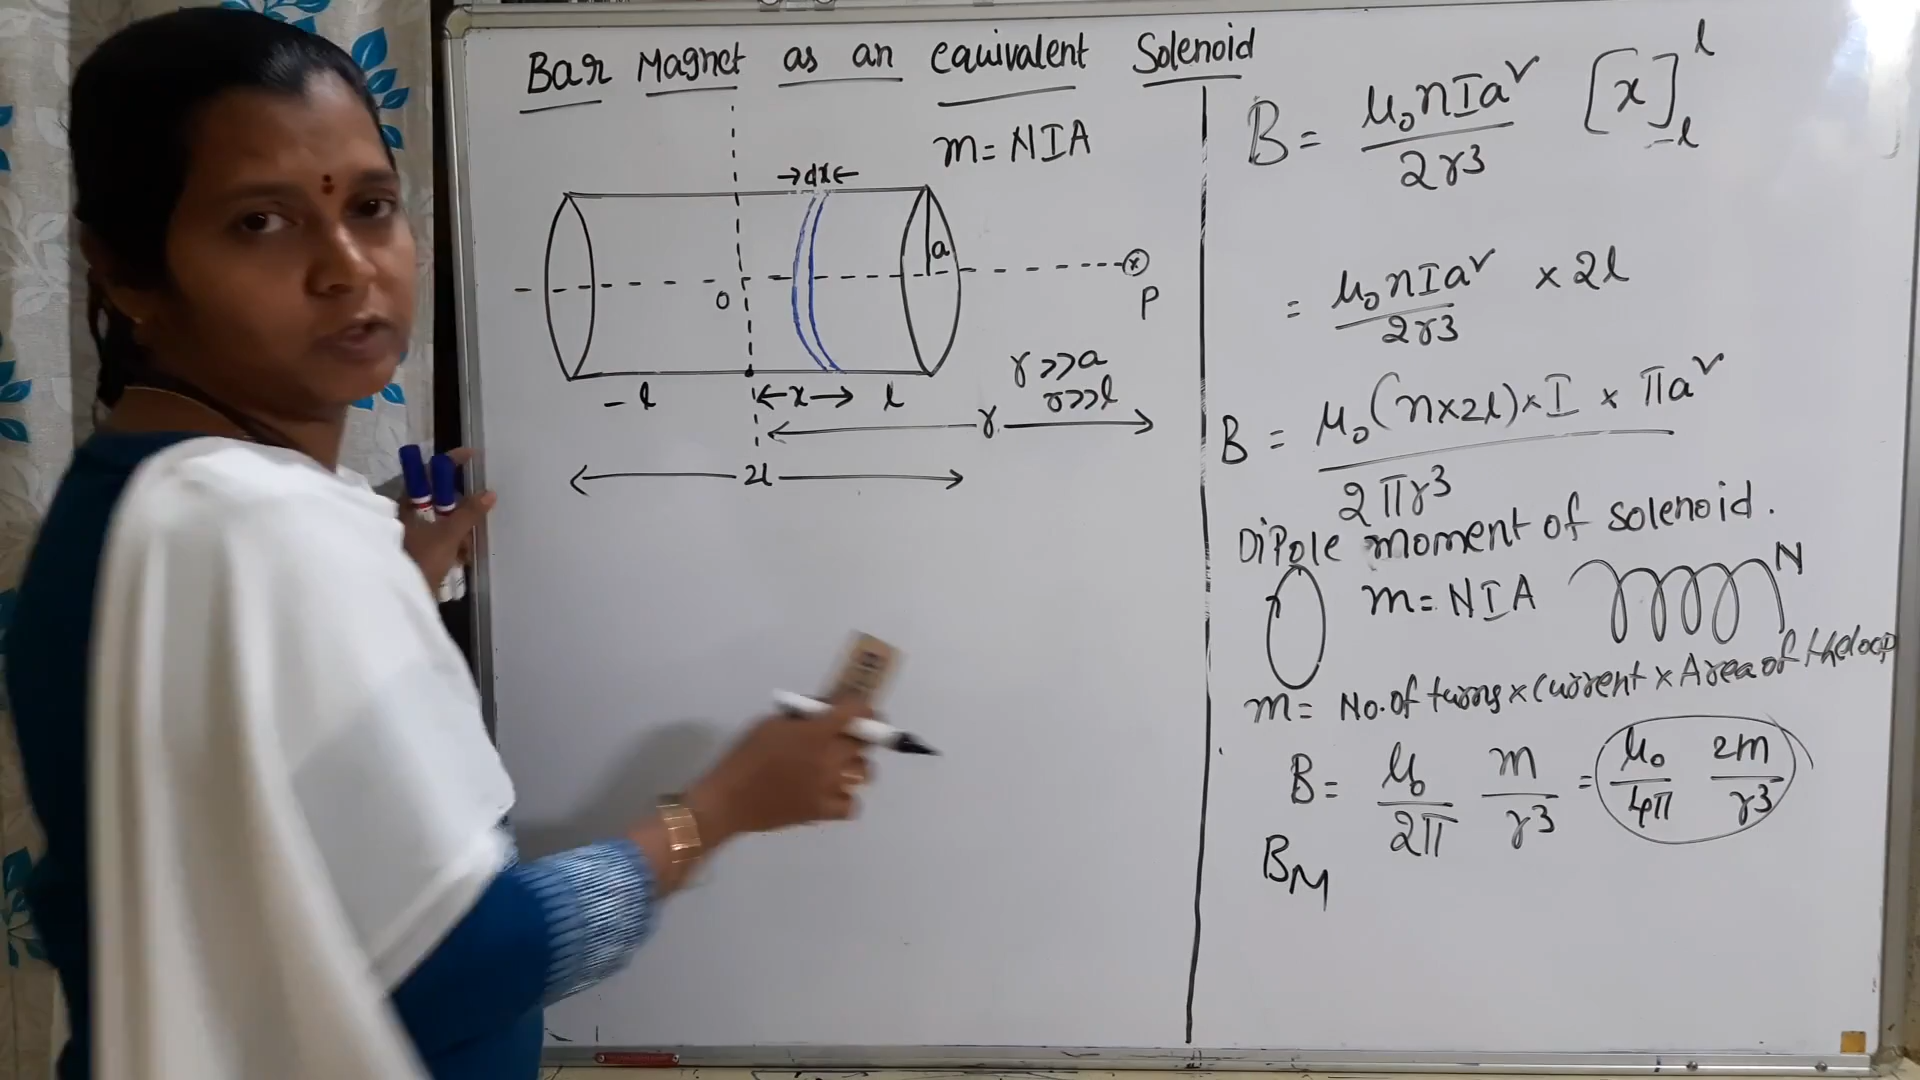 Bar Magnet as an equivalent Solenoid
m = NIA
→dx←
a
O
P
r >> a
r >> l
- l
←x→
l
r
2l
B = μ₀nIa² / 2r³ [x]ˡ₋ₗ
= μ₀nIa² / 2r³ × 2l
B = μ₀(n×2l)×I × πa² / 2πr³
Dipole moment of solenoid.
m = NIA
N
m = No. of turns × Current × Area of the loop
B = μ₀ / 2π m / r³ = μ₀ / 4π 2m / r³
B_M